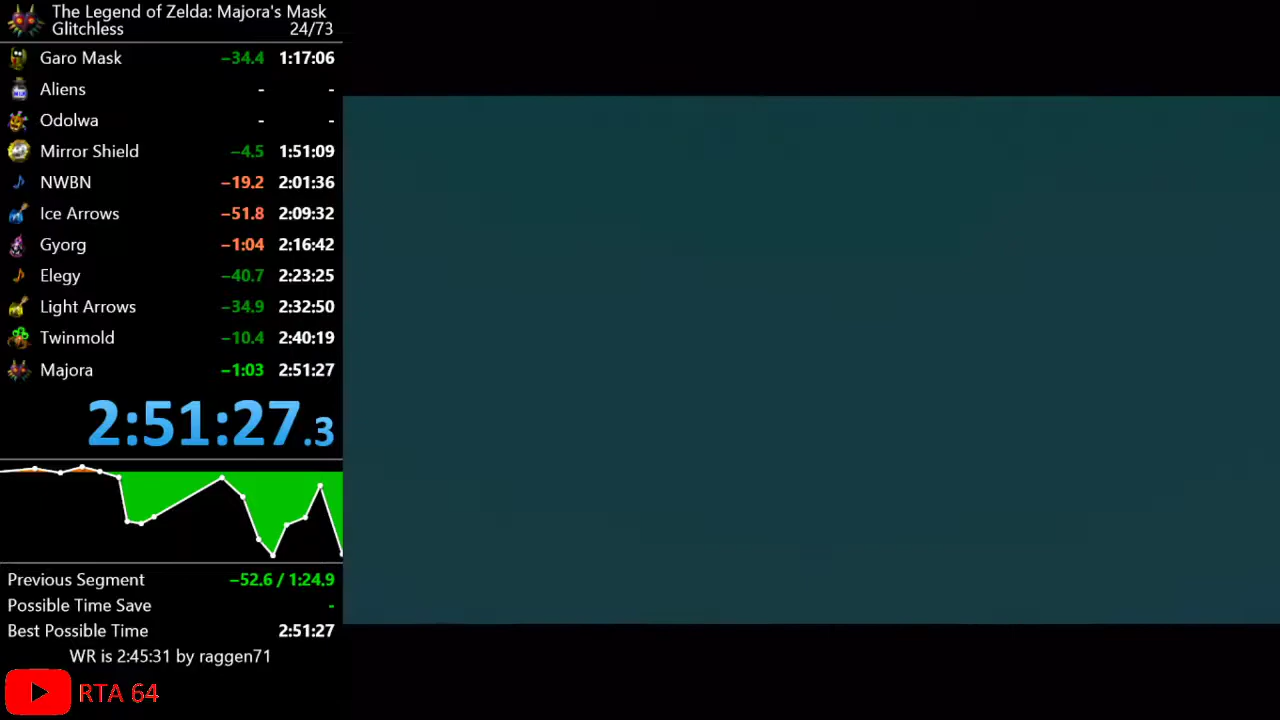 The Legend of Zelda: Majora's Mask
Glitchless 24/73
Garo Mask −34.4 1:17:06
Aliens - -
Odolwa - -
Mirror Shield −4.5 1:51:09
NWBN −19.2 2:01:36
Ice Arrows −51.8 2:09:32
Gyorg −1:04 2:16:42
Elegy −40.7 2:23:25
Light Arrows −34.9 2:32:50
Twinmold −10.4 2:40:19
Majora −1:03 2:51:27
2:51:27.3
Previous Segment −52.6 / 1:24.9
Possible Time Save -
Best Possible Time 2:51:27
WR is 2:45:31 by raggen71
RTA 64